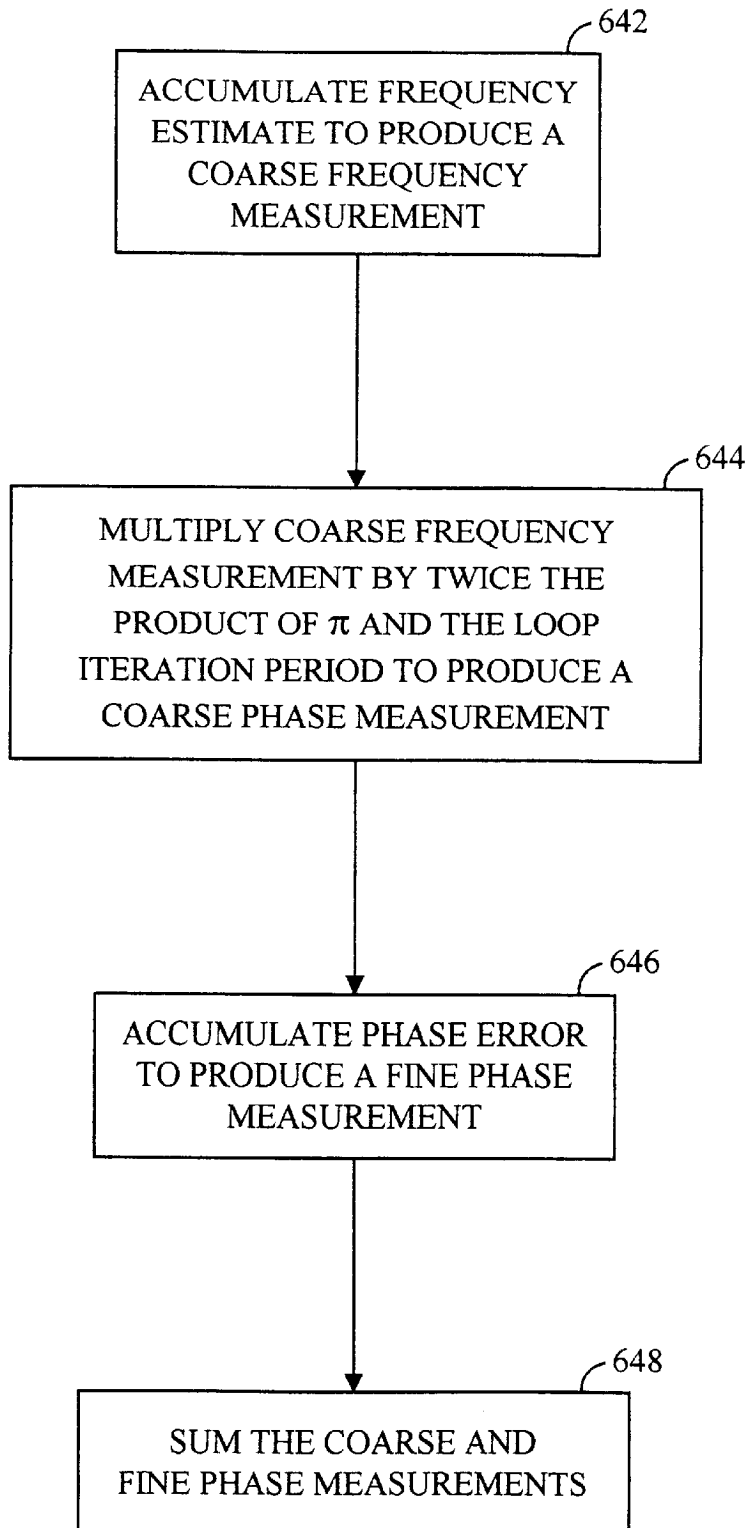 642
ACCUMULATE FREQUENCY
ESTIMATE TO PRODUCE A
COARSE FREQUENCY
MEASUREMENT
644
MULTIPLY COARSE FREQUENCY
MEASUREMENT BY TWICE THE
PRODUCT OF π AND THE LOOP
ITERATION PERIOD TO PRODUCE A
COARSE PHASE MEASUREMENT
646
ACCUMULATE PHASE ERROR
TO PRODUCE A FINE PHASE
MEASUREMENT
648
SUM THE COARSE AND
FINE PHASE MEASUREMENTS